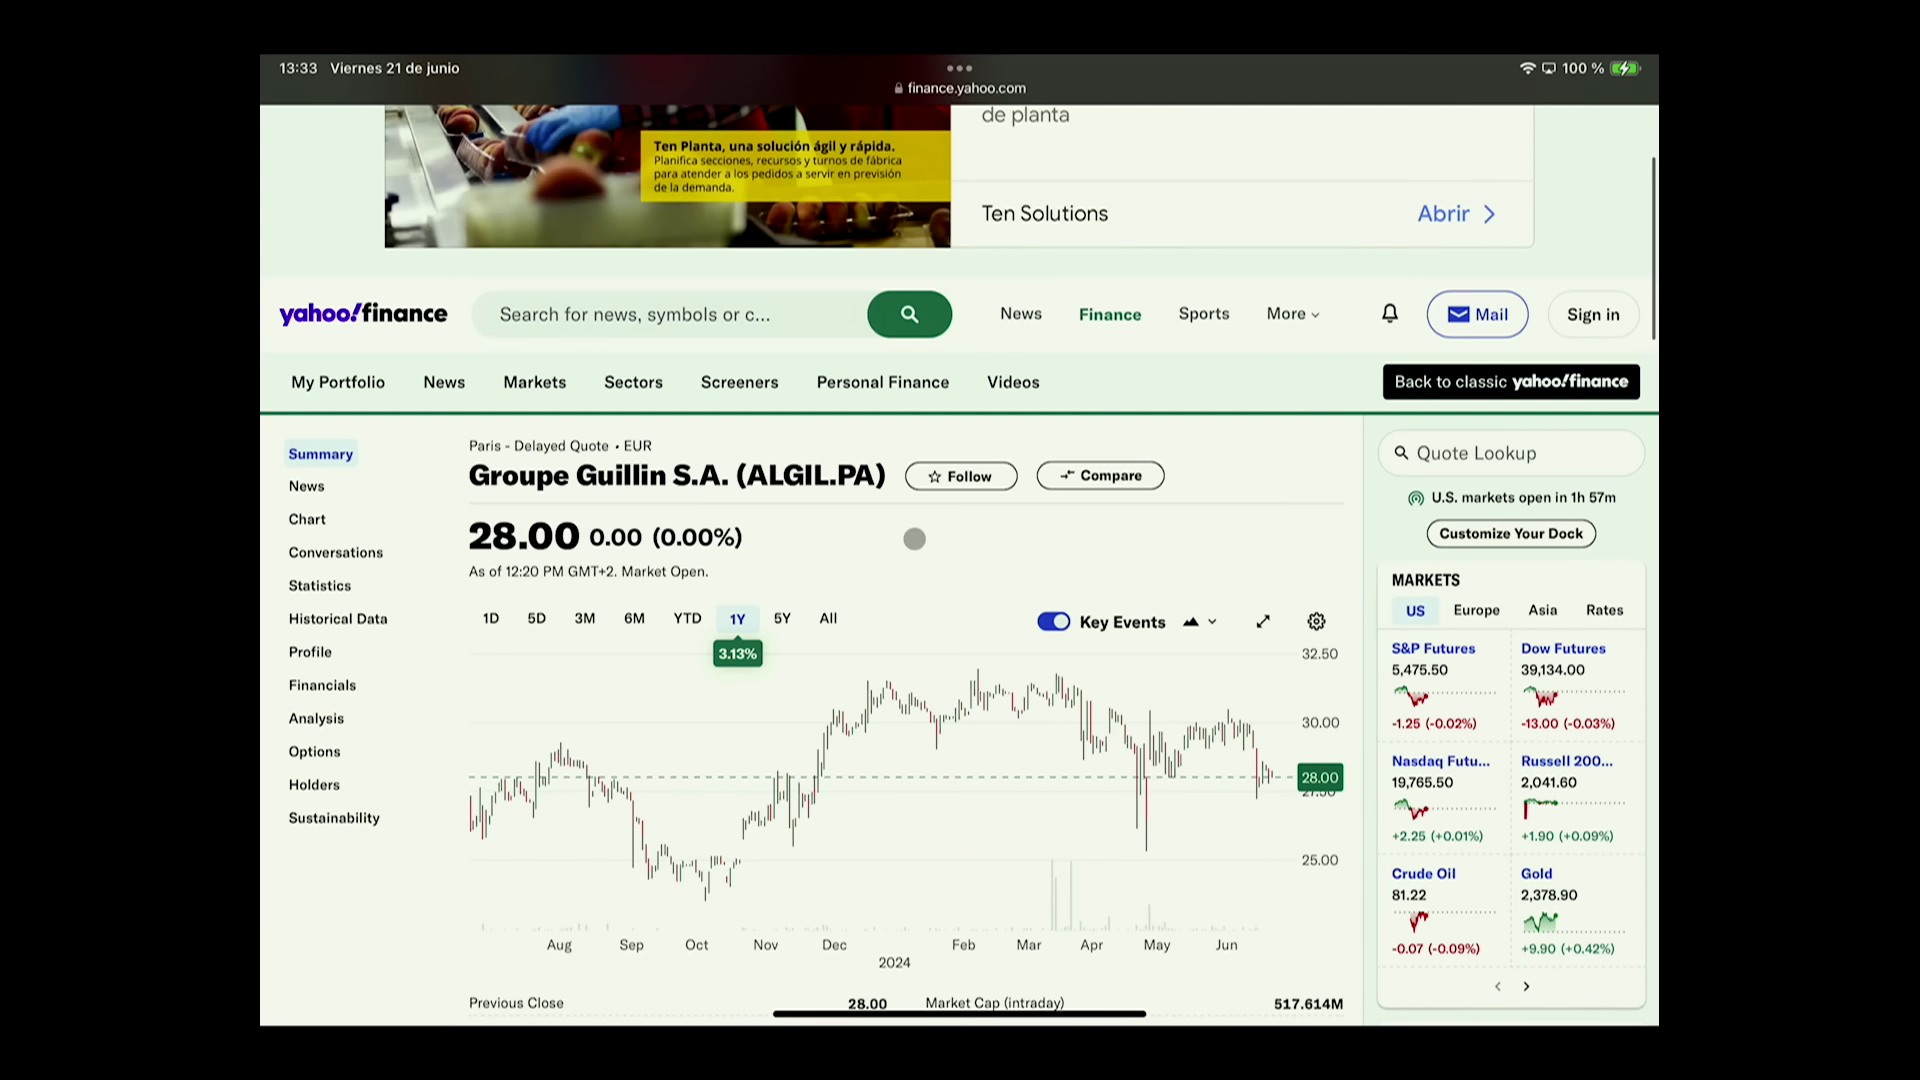 13:33 Viernes 21 de junio
100 %
finance.yahoo.com
de planta
Ten Planta, una solución ágil y rápida.
Planifica secciones, recursos y turnos de fábrica
para atender a los pedidos a servir en previsión
de la demanda.
Ten Solutions
Abrir
yahoo!finance
Search for news, symbols or c...
News
Finance
Sports
More
Mail
Sign in
My Portfolio
News
Markets
Sectors
Screeners
Personal Finance
Videos
Back to classic yahoo!finance
Summary
News
Chart
Conversations
Statistics
Historical Data
Profile
Financials
Analysis
Options
Holders
Sustainability
Paris - Delayed Quote • EUR
Groupe Guillin S.A. (ALGIL.PA)
Follow
Compare
28.00 0.00 (0.00%)
As of 12:20 PM GMT+2. Market Open.
1D 5D 3M 6M YTD 1Y 5Y All
3.13%
Key Events
32.50
30.00
28.00
27.50
25.00
Aug Sep Oct Nov Dec Feb Mar Apr May Jun
2024
Previous Close 28.00
Market Cap (intraday) 517.614M
Quote Lookup
U.S. markets open in 1h 57m
Customize Your Dock
MARKETS
US Europe Asia Rates
S&P Futures
5,475.50
-1.25 (-0.02%)
Dow Futures
39,134.00
-13.00 (-0.03%)
Nasdaq Futu...
19,765.50
+2.25 (+0.01%)
Russell 200...
2,041.60
+1.90 (+0.09%)
Crude Oil
81.22
-0.07 (-0.09%)
Gold
2,378.90
+9.90 (+0.42%)